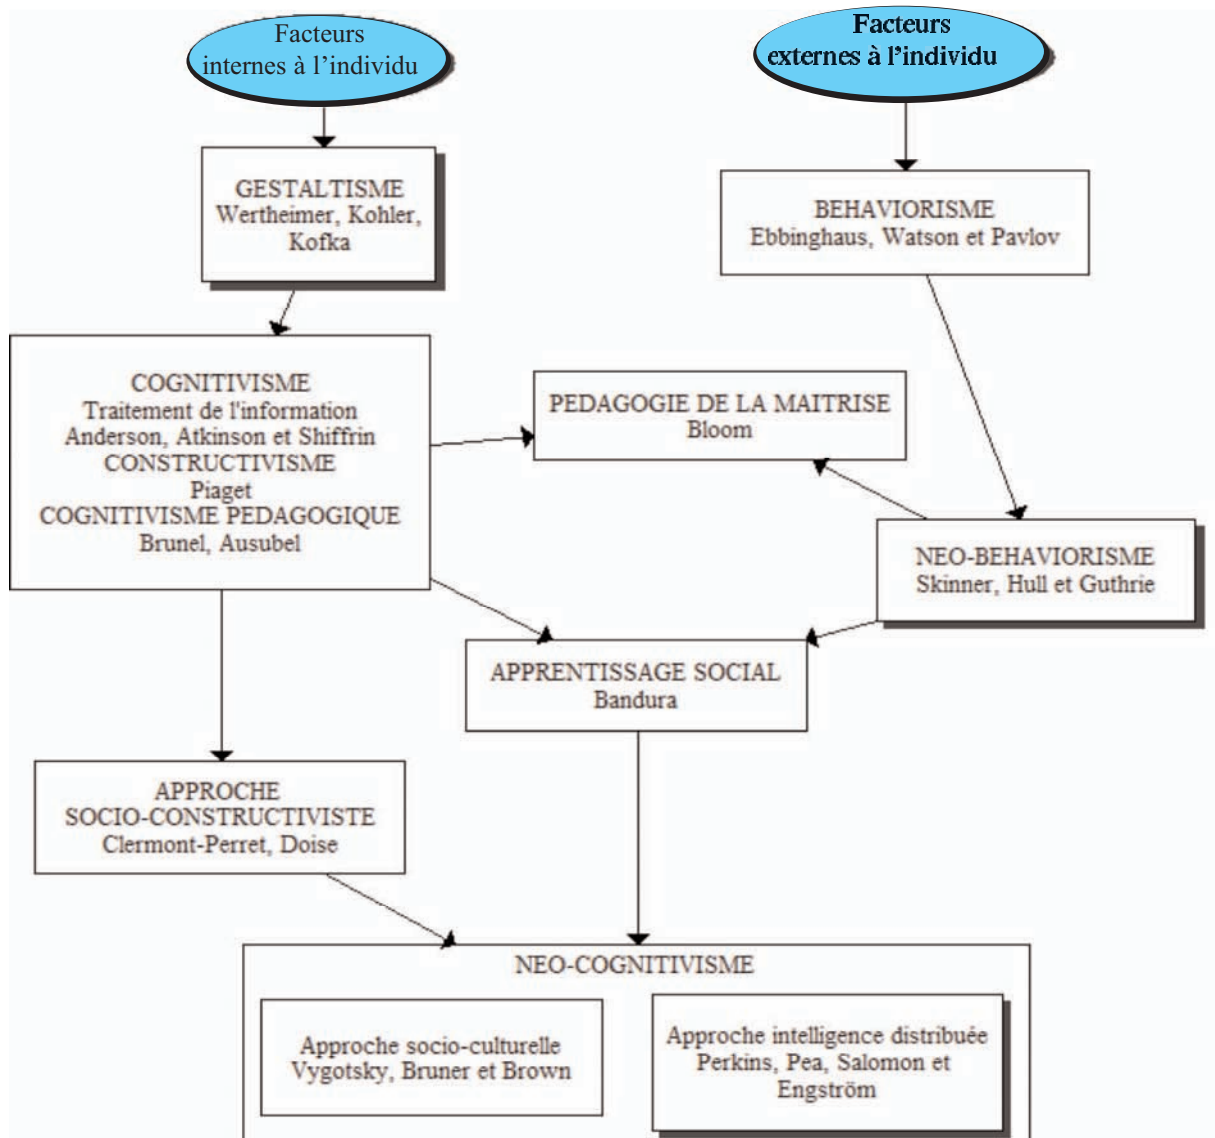 Facteurs
internes à l’individu
Facteurs
externes à l’individu
GESTALTISME
Wertheimer, Kohler,
Kofka
BEHAVIORISME
Ebbinghaus, Watson et Pavlov
COGNITIVISME
Traitement de l'information
Anderson, Atkinson et Shiffrin
CONSTRUCTIVISME
Piaget
COGNITIVISME PEDAGOGIQUE
Brunel, Ausubel
PEDAGOGIE DE LA MAITRISE
Bloom
NEO-BEHAVIORISME
Skinner, Hull et Guthrie
APPRENTISSAGE SOCIAL
Bandura
APPROCHE
SOCIO-CONSTRUCTIVISTE
Clermont-Perret, Doise
NEO-COGNITIVISME
Approche socio-culturelle
Vygotsky, Bruner et Brown
Approche intelligence distribuée
Perkins, Pea, Salomon et
Engström